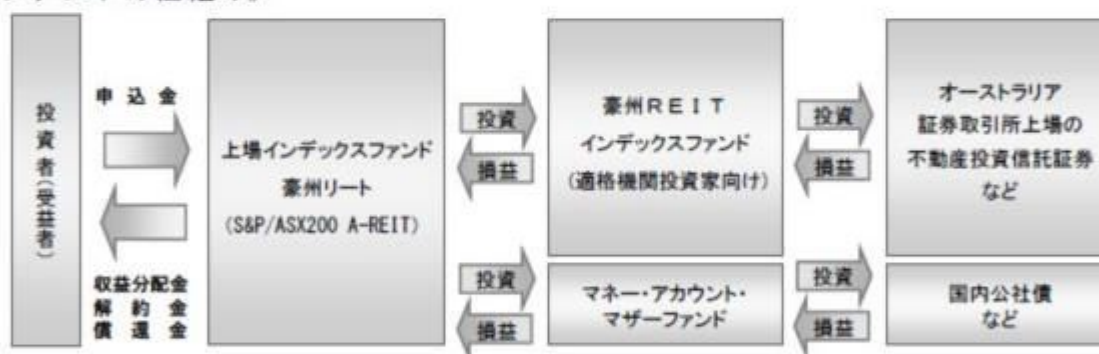 投資者(受益者)
申込金
収益分配金
解約金
償還金
上場インデックスファンド
豪州リート
(S&P/ASX200 A-REIT)
投資
損益
投資
損益
豪州REIT
インデックスファンド
(適格機関投資家向け)
マネー・アカウント・
マザーファンド
投資
損益
投資
損益
オーストラリア
証券取引所上場の
不動産投資信託証券
など
国内公社債
など